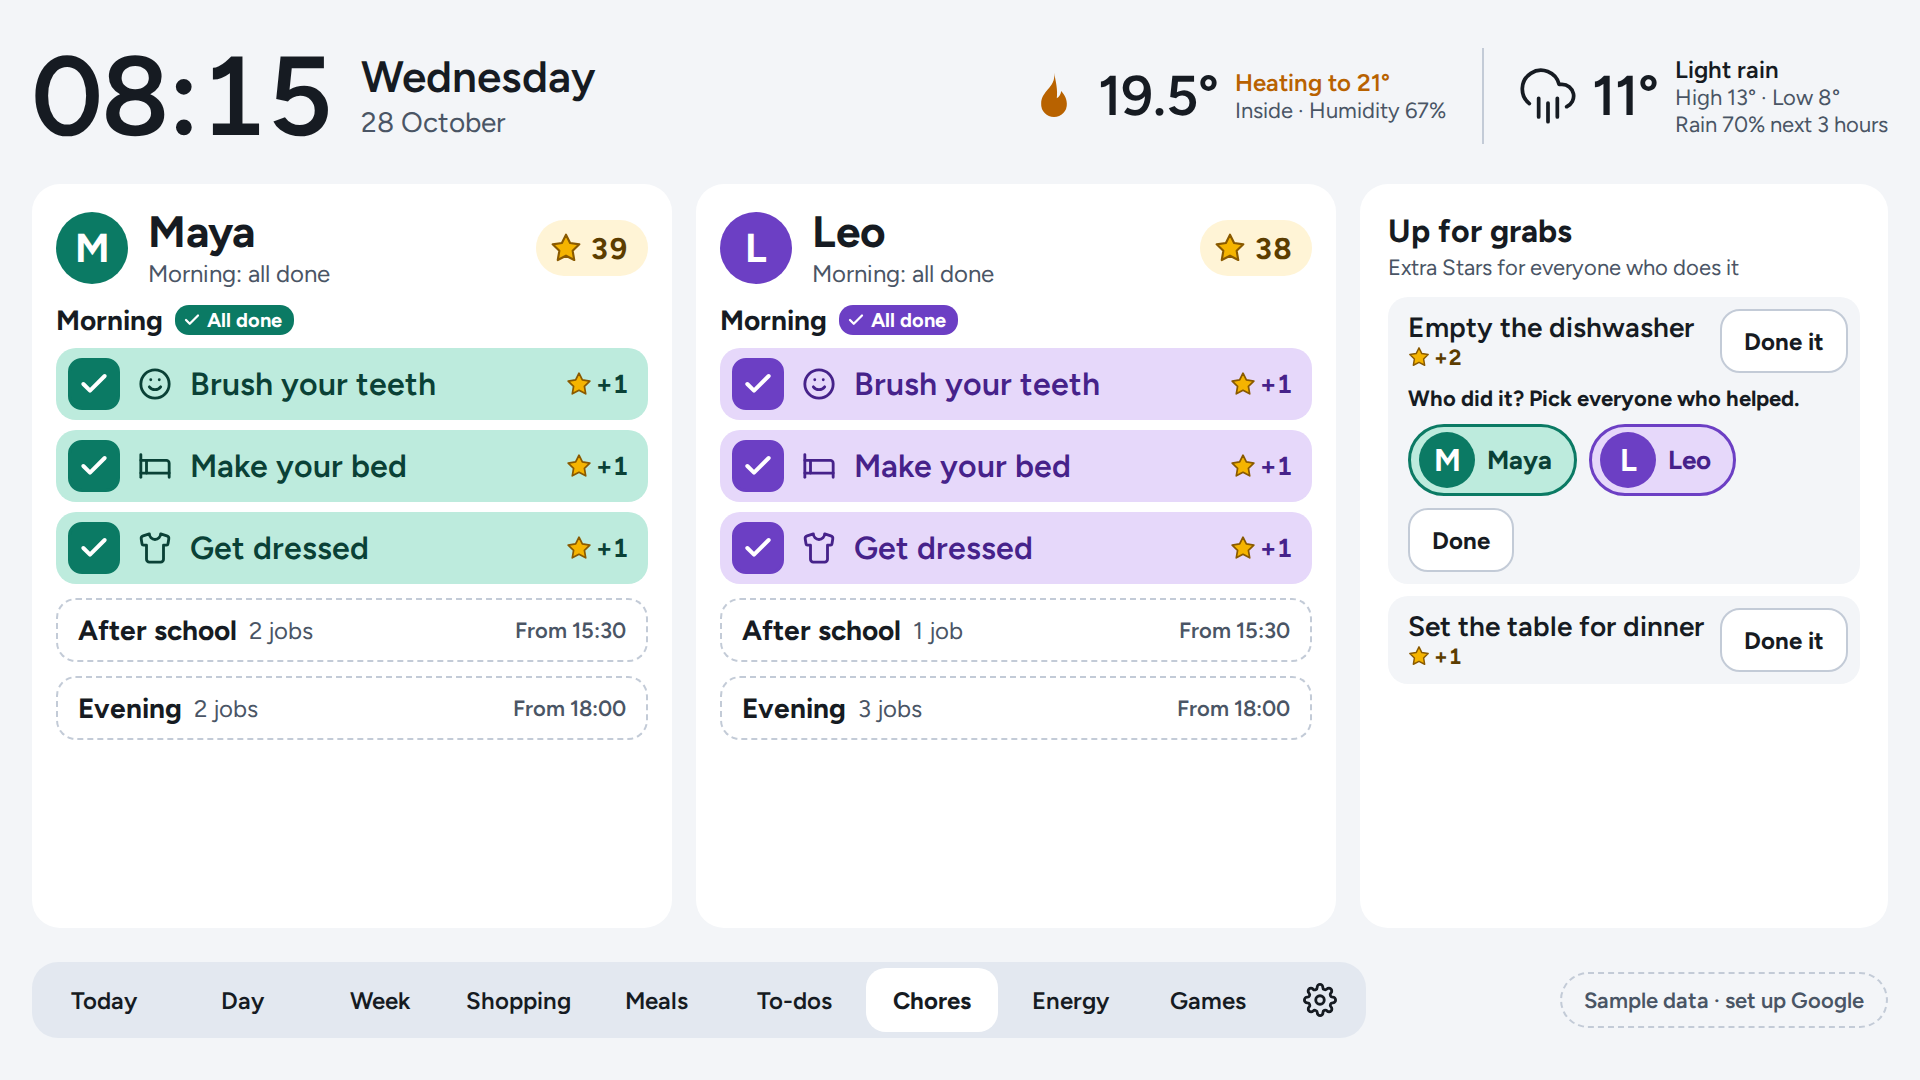 08:15
Wednesday
28 October
19.5°
Heating to 21°
Inside · Humidity 67%
11°
Light rain
High 13° · Low 8°
Rain 70% next 3 hours
M
Maya
Morning: all done
39
Morning
All done
Brush your teeth
+1
Make your bed
+1
Get dressed
+1
After school 2 jobs
From 15:30
Evening 2 jobs
From 18:00
L
Leo
Morning: all done
38
Morning
All done
Brush your teeth
+1
Make your bed
+1
Get dressed
+1
After school 1 job
From 15:30
Evening 3 jobs
From 18:00
Up for grabs
Extra Stars for everyone who does it
Empty the dishwasher
+2
Done it
Who did it? Pick everyone who helped.
M Maya
L Leo
Done
Set the table for dinner
+1
Done it
Today
Day
Week
Shopping
Meals
To-dos
Chores
Energy
Games
Sample data · set up Google